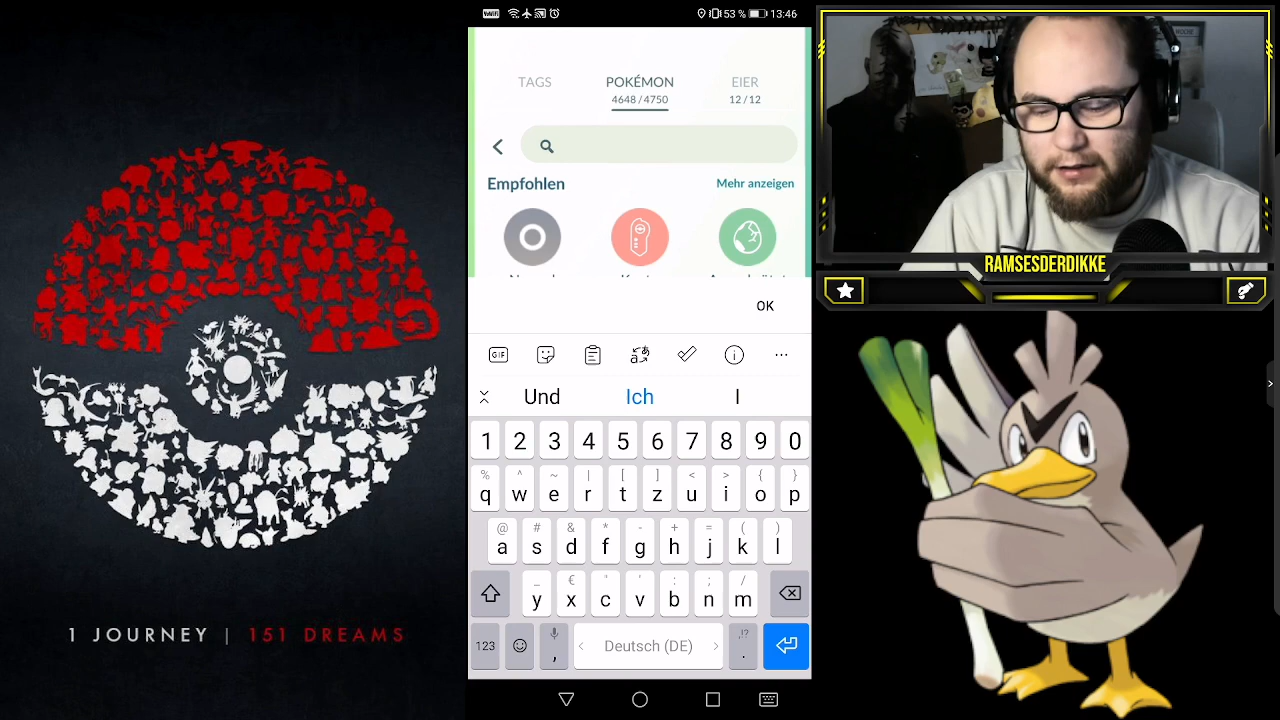 1 JOURNEY | 151 DREAMS
53 % 13:46
TAGS POKÉMON EIER
4648 / 4750 12 / 12
Empfohlen Mehr anzeigen
OK
GIF
Und Ich I
1 2 3 4 5 6 7 8 9 0
% ^ ~ | [ ] < > { }
q w e r t z u i o p
@ # & * - + = ( )
a s d f g h j k l
_ € " ' : ; /
y x c v b n m
123 , Deutsch (DE) ,!? .
RAMSESDERDIKKE